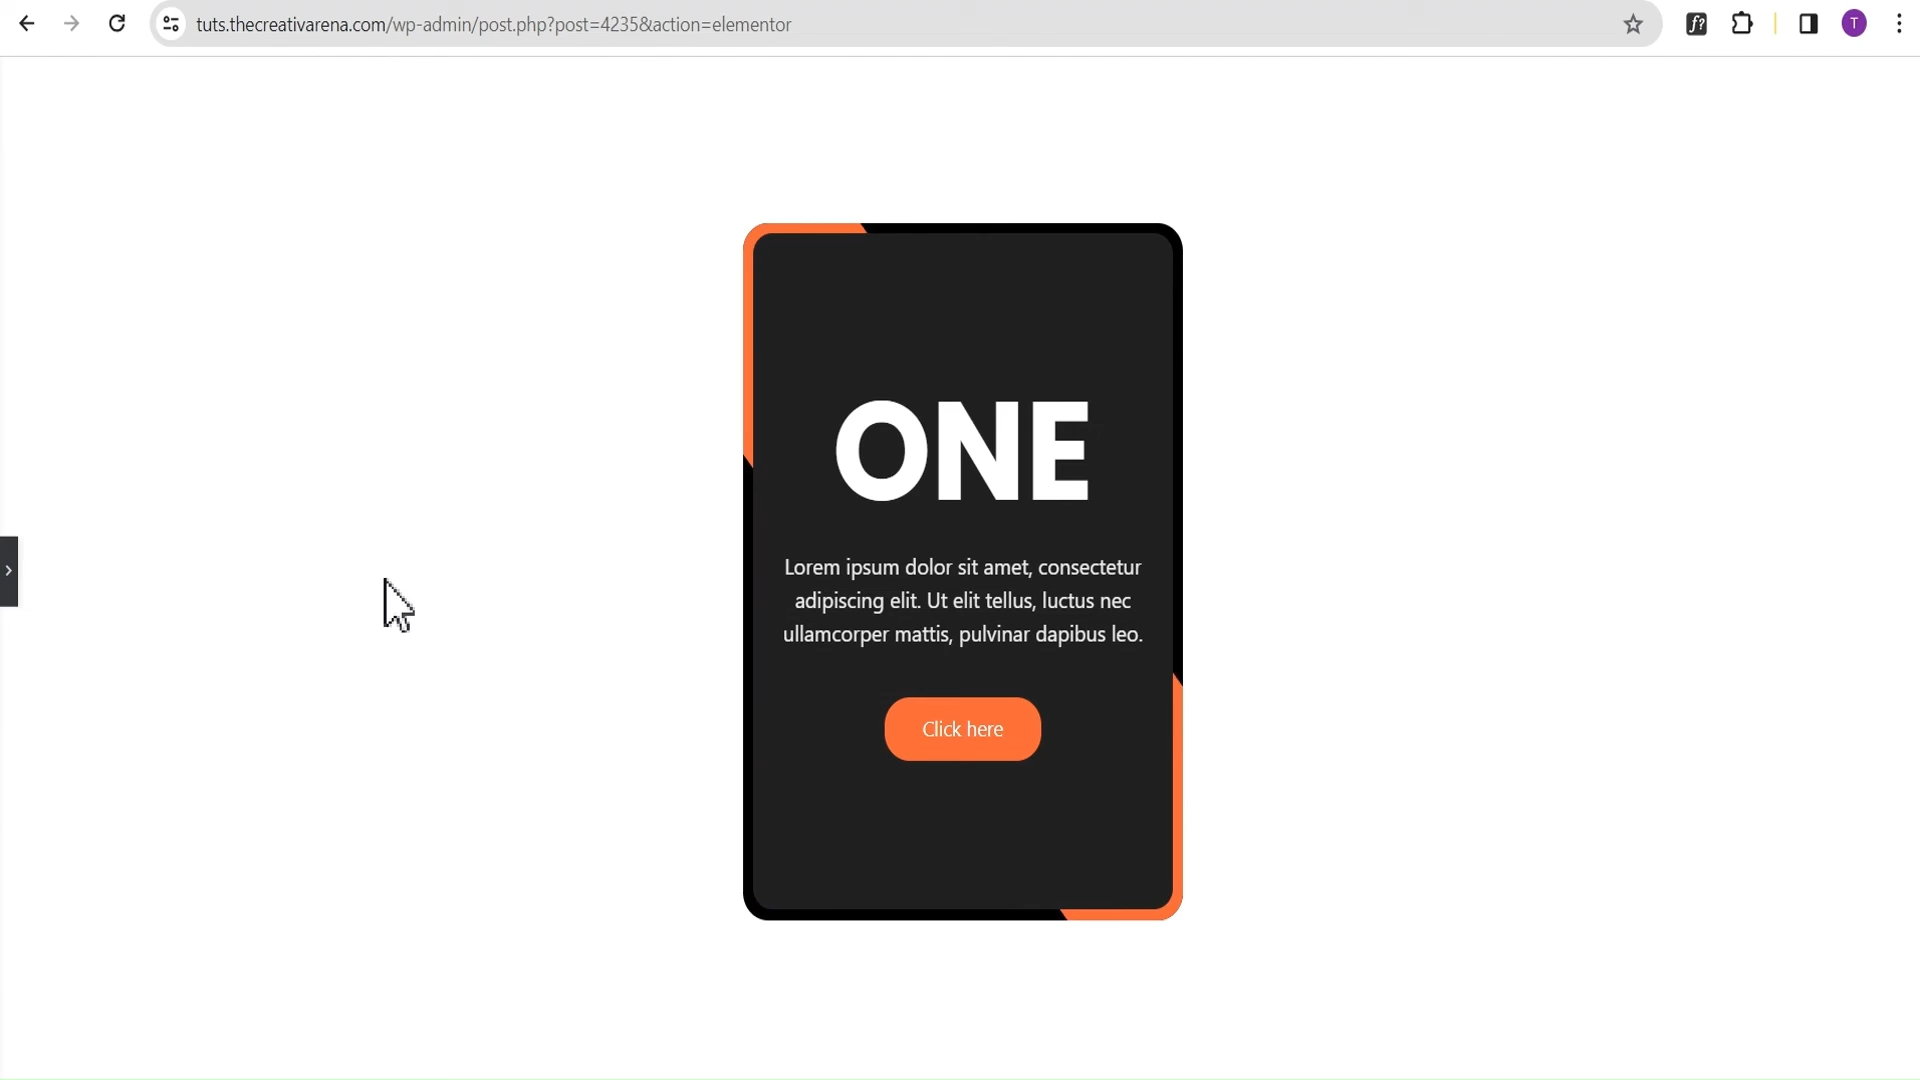 tuts.thecreativarena.com/wp-admin/post.php?post=4235&action=elementor
f?
T
ONE
Lorem ipsum dolor sit amet, consectetur
adipiscing elit. Ut elit tellus, luctus nec
ullamcorper mattis, pulvinar dapibus leo.
Click here